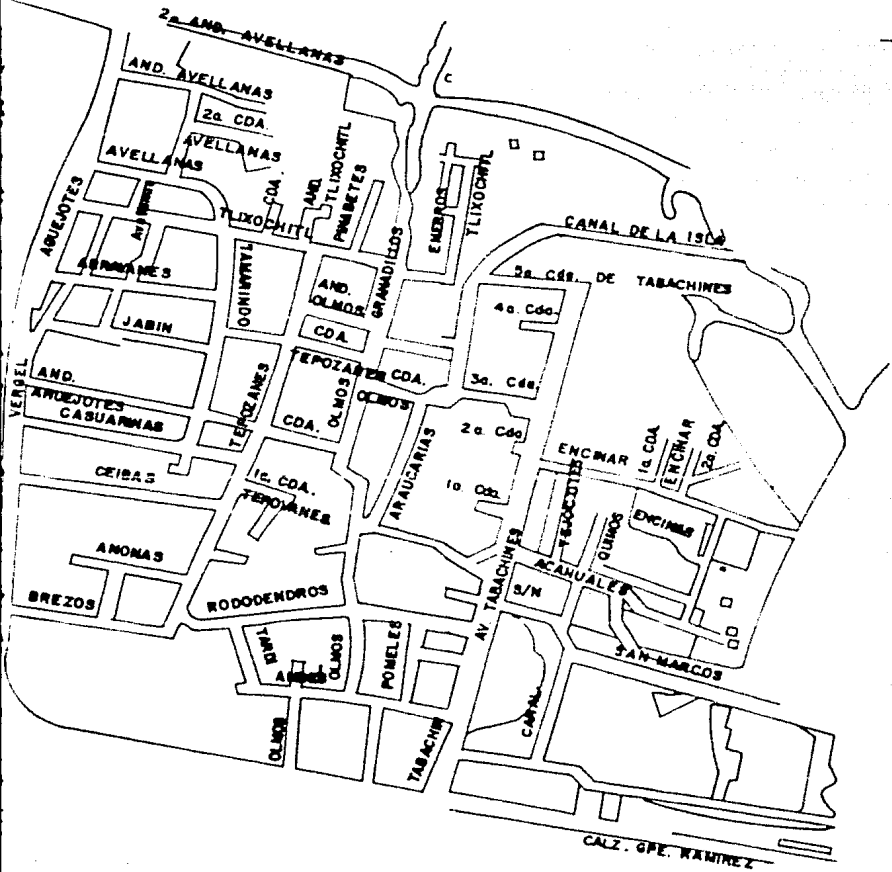 2a AND. AVELLANAS
C
AND. AVELLANAS
2a CDA.
AVELLANAS
AVELLANAS
AHUEJOTES
TLIXOCHITL
CDA.
AND.
TLIXOCHITL
PINABETES
GRANADILLOS
ENEBROS
TLIXOCHITL
CANAL DE LA ISLA
5a. Cda. DE TABACHINES
ARRAYANES
TAMARINDO
AND.
OLMOS
4a. Cda.
JABIN
CDA.
TEPOZANES
CDA.
OLMOS
3a. Cda.
VERGEL
AND.
AHUEJOTES
CASUARINAS
TEPOZANES
OLMOS
CDA.
2a. Cda
ARAUCARIAS
ENCINAR
1a. CDA.
ENCINAR
2a. CDA.
CEIBAS
1a. CDA.
TEPOZANES
1a. Cda.
TEJOCOTES
QUIMOS
ENCINAS
ANONAS
AV. TABACHINES
ACAHUALES
S/N
BREZOS
RODODENDROS
OLMOS
POMELES
SAN MARCOS
OLMOS
TABACHIN
CANAL.
CALZ. GPE. RAMIREZ